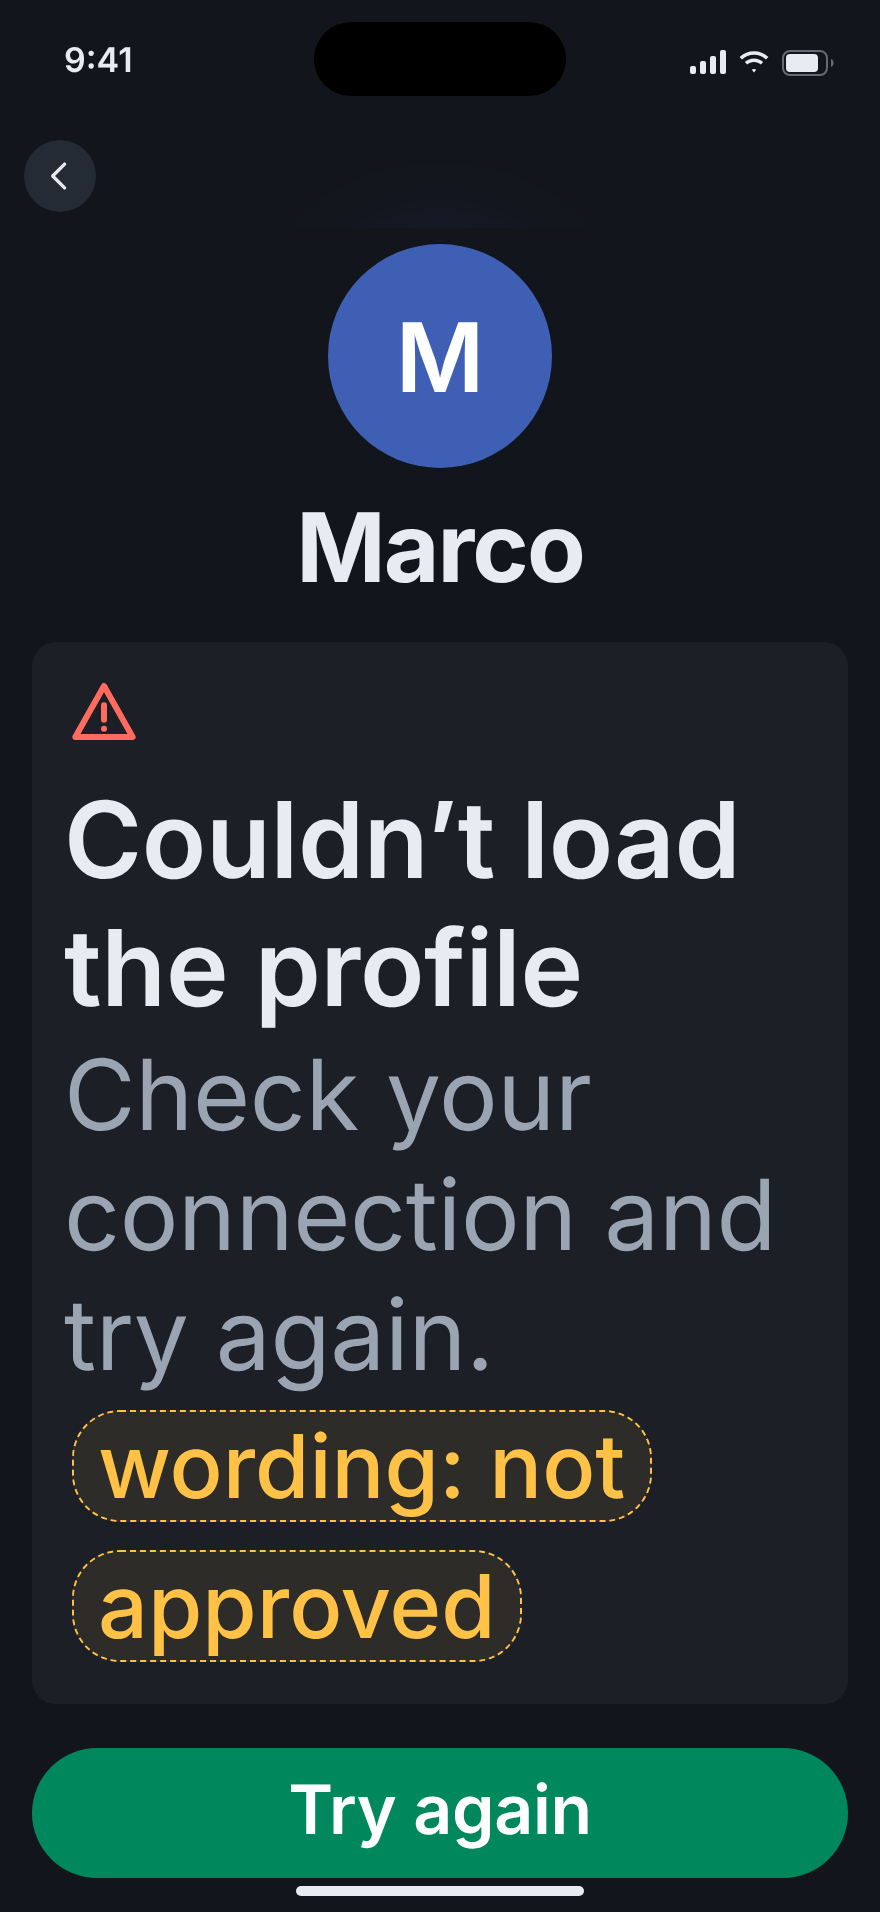 9:41
M
Marco
Couldn’t load
the profile
Check your
connection and
try again.
wording: not
approved
Try again